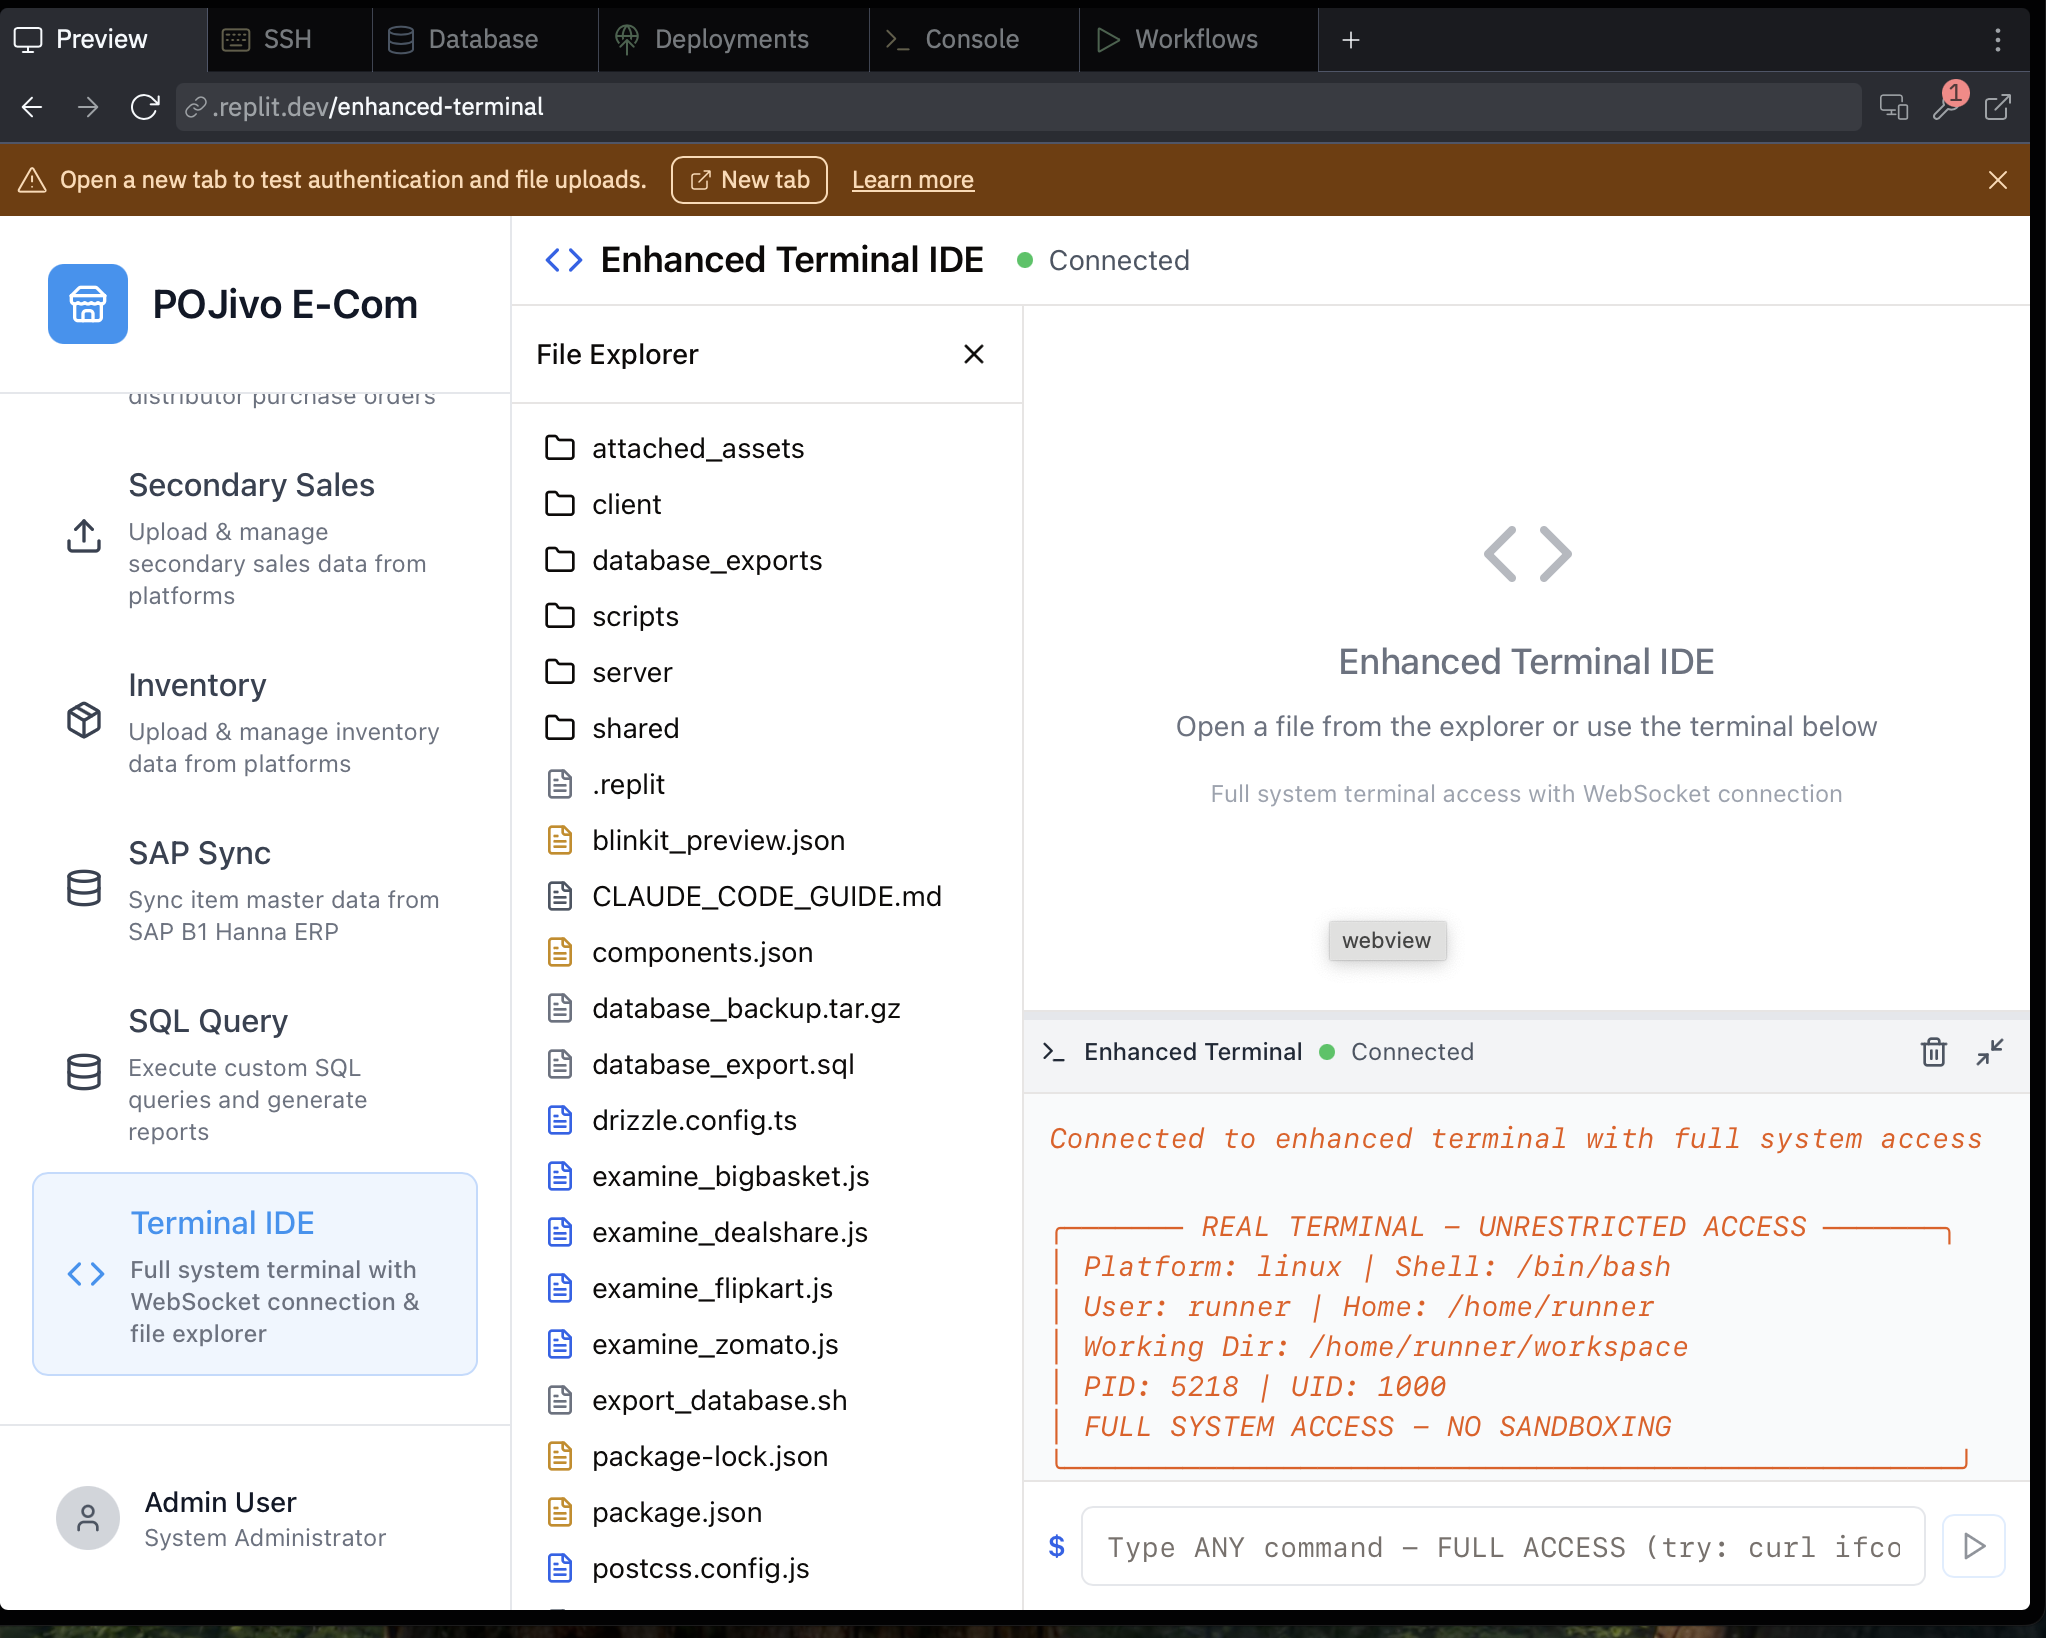 Preview
SSH
Database
Deployments
Console
Workflows
.replit.dev/enhanced-terminal
1
Open a new tab to test authentication and file uploads.
New tab
Learn more
POJivo E-Com
distributor purchase orders
Secondary Sales
Upload & manage
secondary sales data from
platforms
Inventory
Upload & manage inventory
data from platforms
SAP Sync
Sync item master data from
SAP B1 Hanna ERP
SQL Query
Execute custom SQL
queries and generate
reports
Terminal IDE
Full system terminal with
WebSocket connection &
file explorer
Admin User
System Administrator
Enhanced Terminal IDE
Connected
File Explorer
attached_assets
client
database_exports
scripts
server
shared
.replit
blinkit_preview.json
CLAUDE_CODE_GUIDE.md
components.json
database_backup.tar.gz
database_export.sql
drizzle.config.ts
examine_bigbasket.js
examine_dealshare.js
examine_flipkart.js
examine_zomato.js
export_database.sh
package-lock.json
package.json
postcss.config.js
Enhanced Terminal IDE
Open a file from the explorer or use the terminal below
Full system terminal access with WebSocket connection
webview
Enhanced Terminal
Connected
Connected to enhanced terminal with full system access
REAL TERMINAL – UNRESTRICTED ACCESS
Platform: linux | Shell: /bin/bash
User: runner | Home: /home/runner
Working Dir: /home/runner/workspace
PID: 5218 | UID: 1000
FULL SYSTEM ACCESS – NO SANDBOXING
$ Type ANY command – FULL ACCESS (try: curl ifco